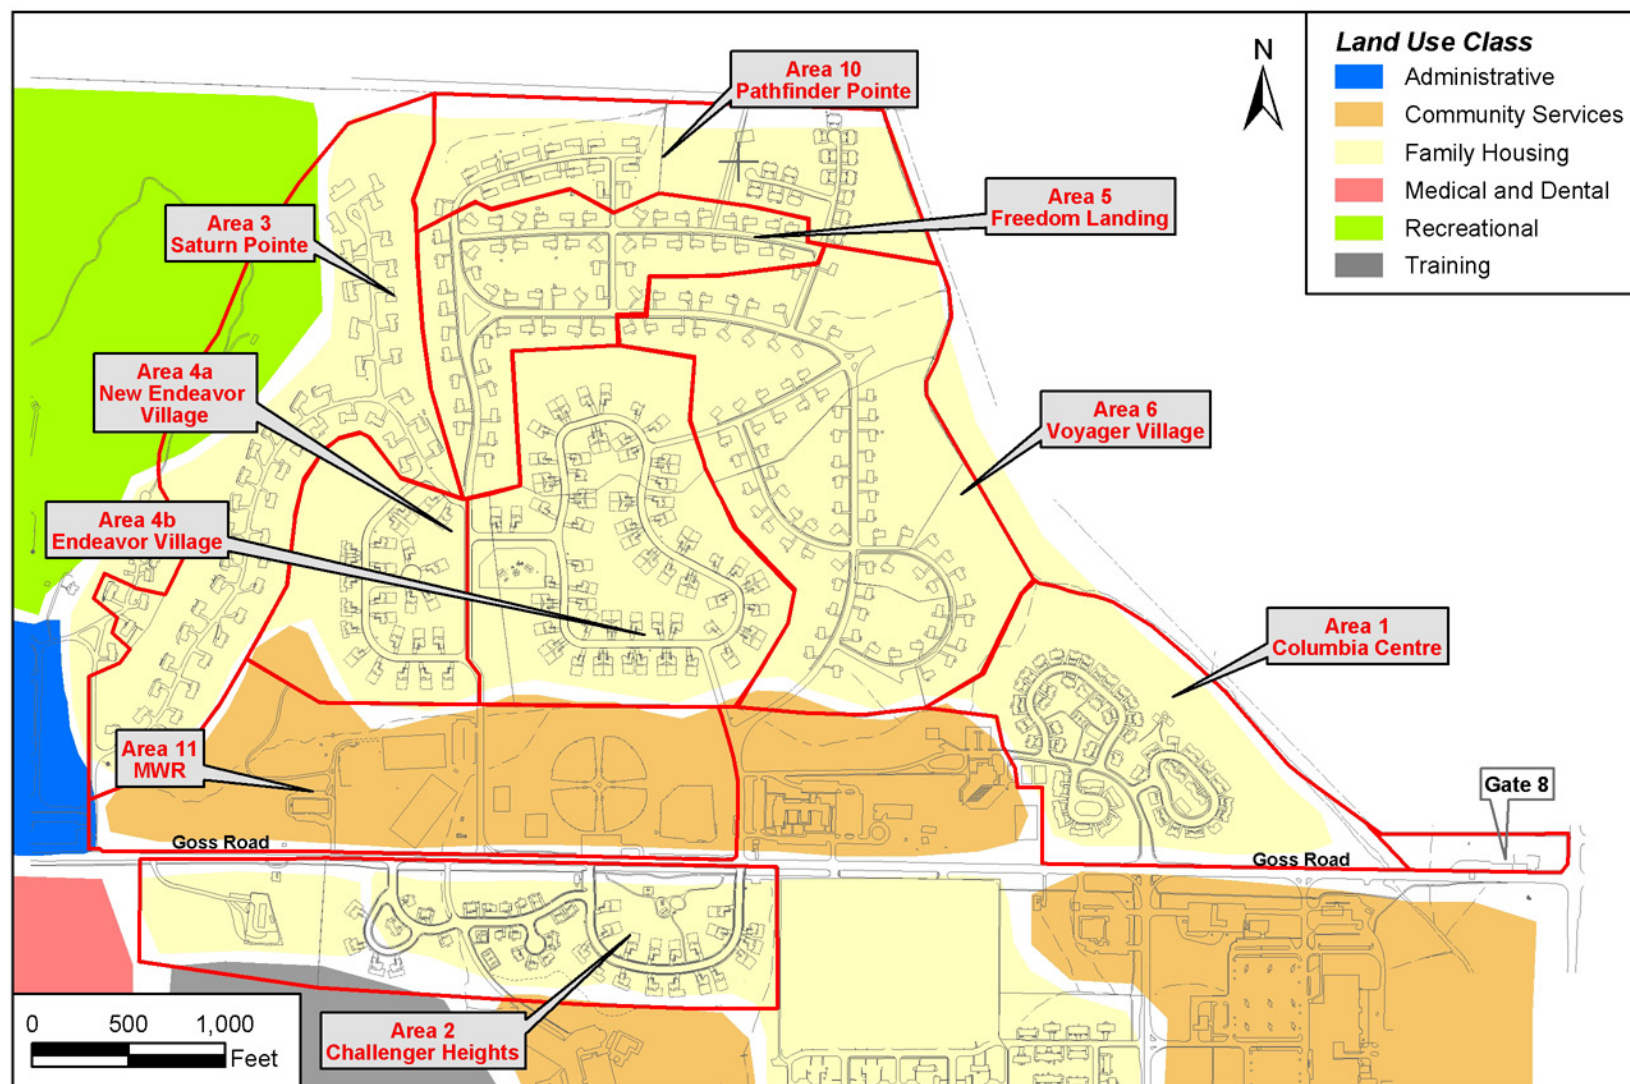 Area 10
Pathfinder Pointe
N
Land Use Class
Administrative
Community Services
Family Housing
Medical and Dental
Recreational
Training
Area 3
Saturn Pointe
Area 5
Freedom Landing
Area 4a
New Endeavor
Village
Area 6
Voyager Village
Area 4b
Endeavor Village
Area 1
Columbia Centre
Area 11
MWR
Gate 8
Goss Road
Goss Road
0 500 1,000
Feet
Area 2
Challenger Heights